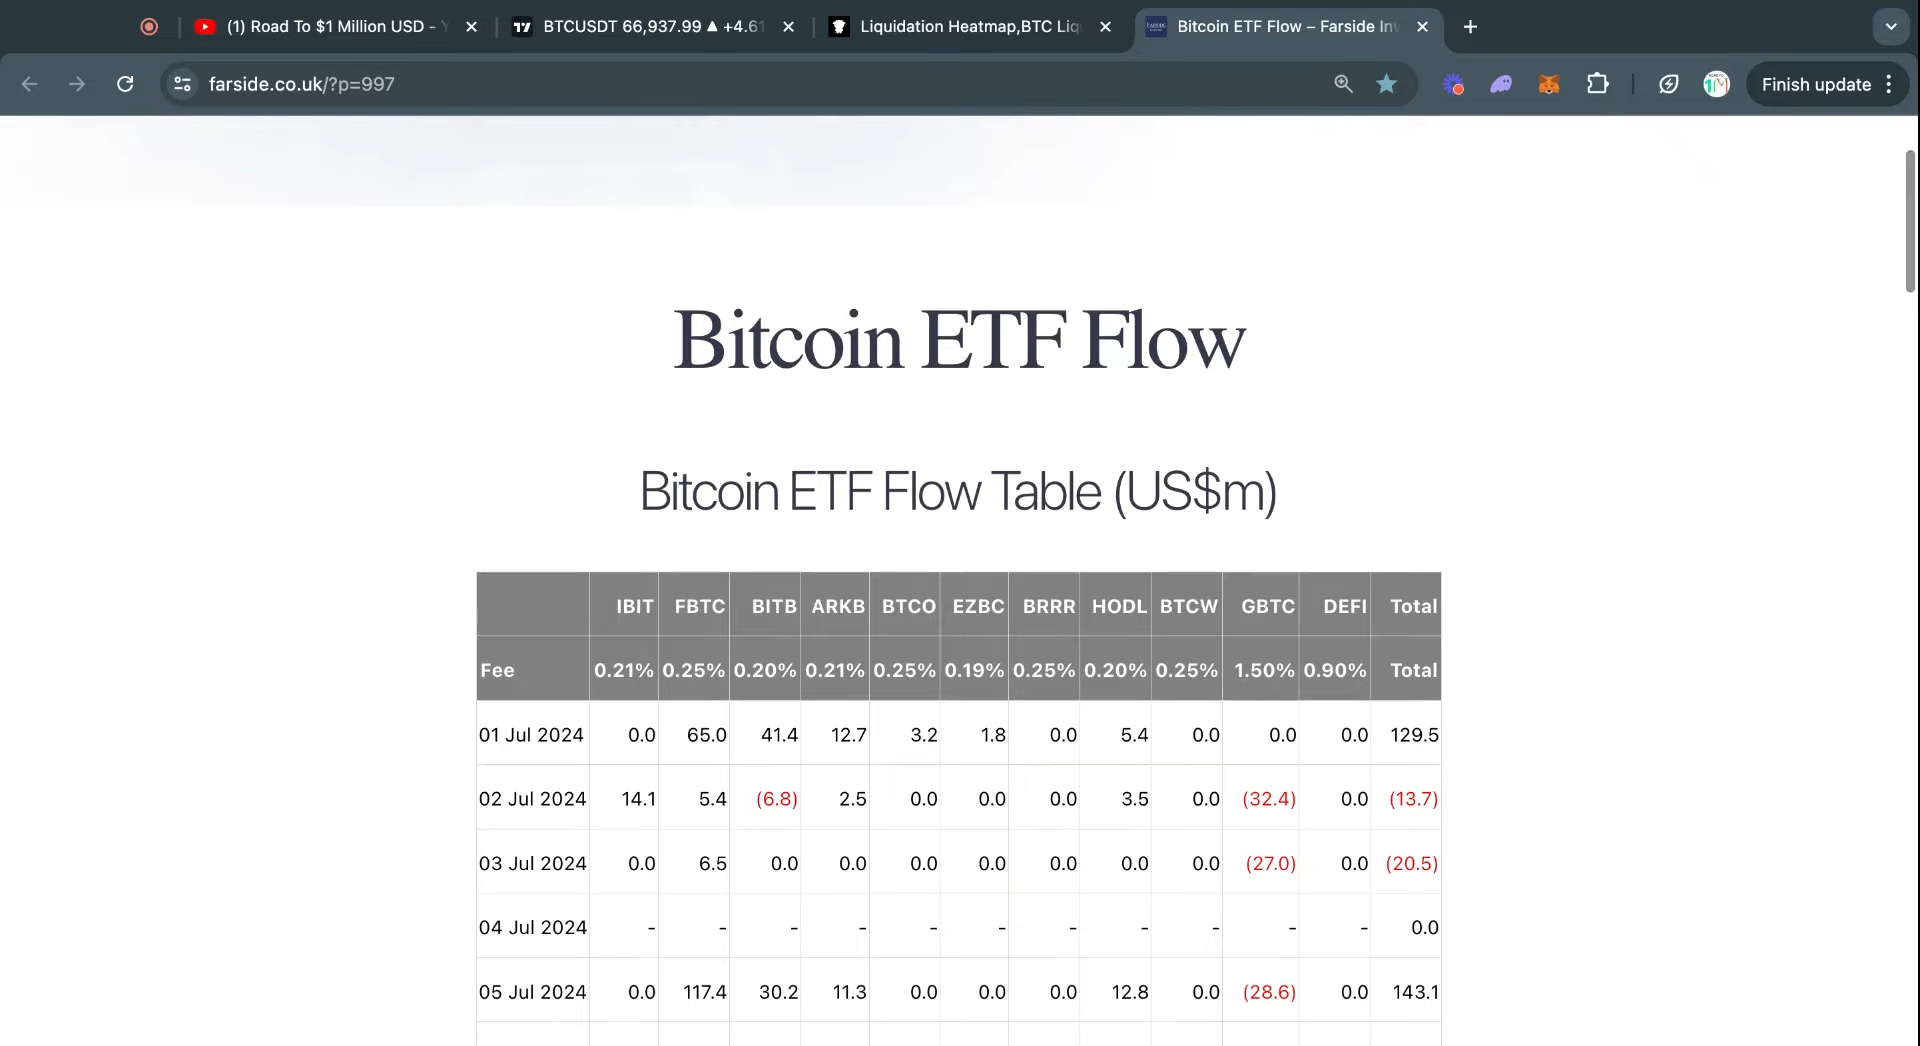 (1) Road To $1 Million USD -
BTCUSDT 66,937.99 ▲ +4.61
Liquidation Heatmap,BTC Liq
Bitcoin ETF Flow – Farside Inv
farside.co.uk/?p=997
Finish update
Bitcoin ETF Flow
Bitcoin ETF Flow Table (US$m)
IBIT FBTC BITB ARKB BTCO EZBC BRRR HODL BTCW GBTC DEFI Total
Fee 0.21% 0.25% 0.20% 0.21% 0.25% 0.19% 0.25% 0.20% 0.25% 1.50% 0.90% Total
01 Jul 2024 0.0 65.0 41.4 12.7 3.2 1.8 0.0 5.4 0.0 0.0 0.0 129.5
02 Jul 2024 14.1 5.4 (6.8) 2.5 0.0 0.0 0.0 3.5 0.0 (32.4) 0.0 (13.7)
03 Jul 2024 0.0 6.5 0.0 0.0 0.0 0.0 0.0 0.0 0.0 (27.0) 0.0 (20.5)
04 Jul 2024 - - - - - - - - - - - 0.0
05 Jul 2024 0.0 117.4 30.2 11.3 0.0 0.0 0.0 12.8 0.0 (28.6) 0.0 143.1